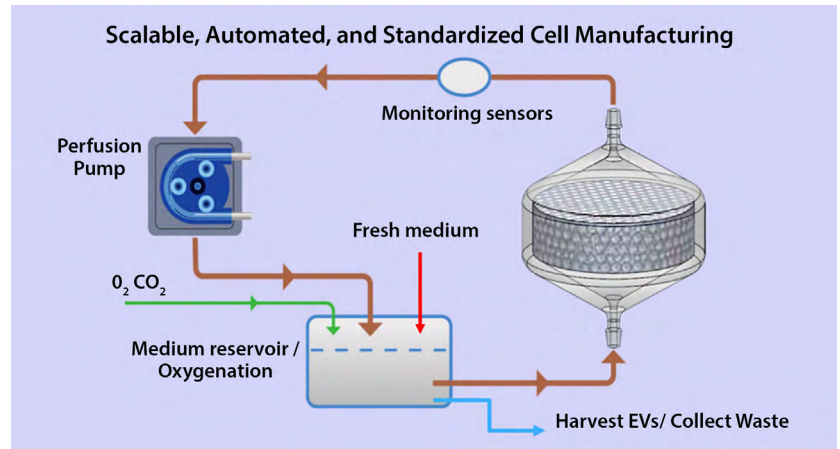 Scalable, Automated, and Standardized Cell Manufacturing
Monitoring sensors
Perfusion
Pump
Fresh medium
0₂ CO₂
Medium reservoir /
Oxygenation
Harvest EVs/ Collect Waste